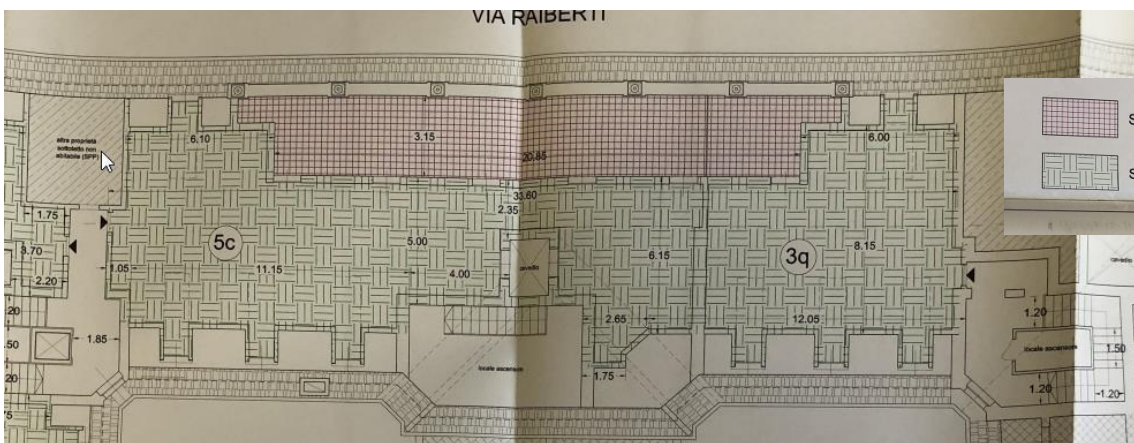 VIA RAIBERTI
altra proprietà
sottotetto non
abitabile (SPP)
6.10
3.15
6.00
20.85
33.60
1.75
2.35
3.70
5c
5.00
6.15
3q
8.15
cavedio
1.05
11.15
4.00
2.20
2.65
12.05
1.20
1.85
locale ascensore
locale ascensore
1.50
1.75
1.20
1.20
cavedio
S
S
20
.50
20
75